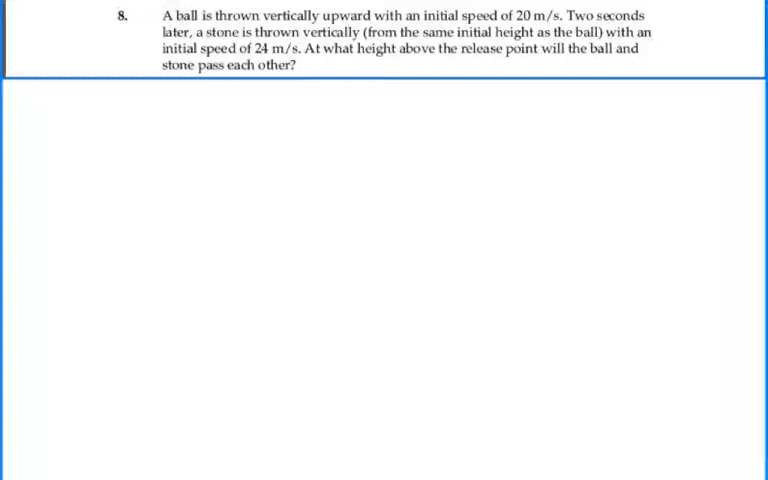 8. A ball is thrown vertically upward with an initial speed of 20 m/s. Two seconds
later, a stone is thrown vertically (from the same initial height as the ball) with an
initial speed of 24 m/s. At what height above the release point will the ball and
stone pass each other?